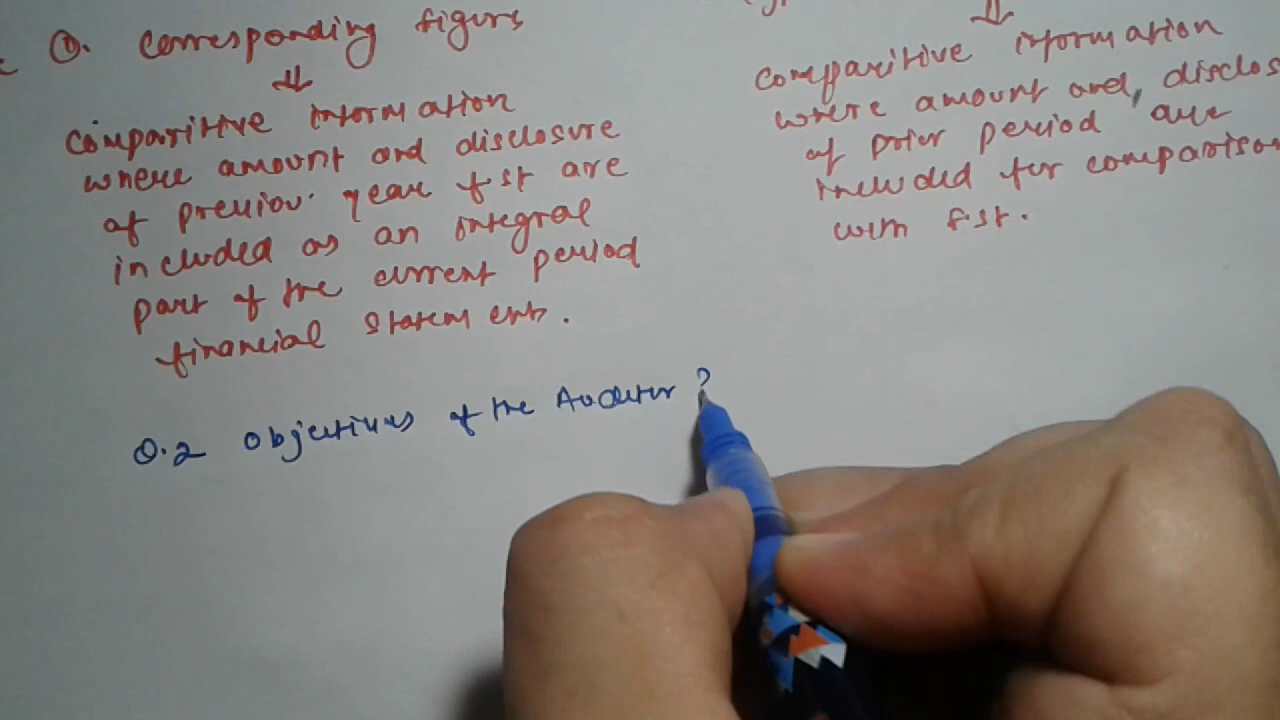 ①. Corresponding figure
⇓
Comparitive information
where amount and disclosure
of previou. year fst are
included as an integral
part of the current period
financial statements.
⇓
Comparitive information
where amount and, disclos
of prior period are
included for comparison
with f.st.
Q.2 Objectives of the Auditor ?